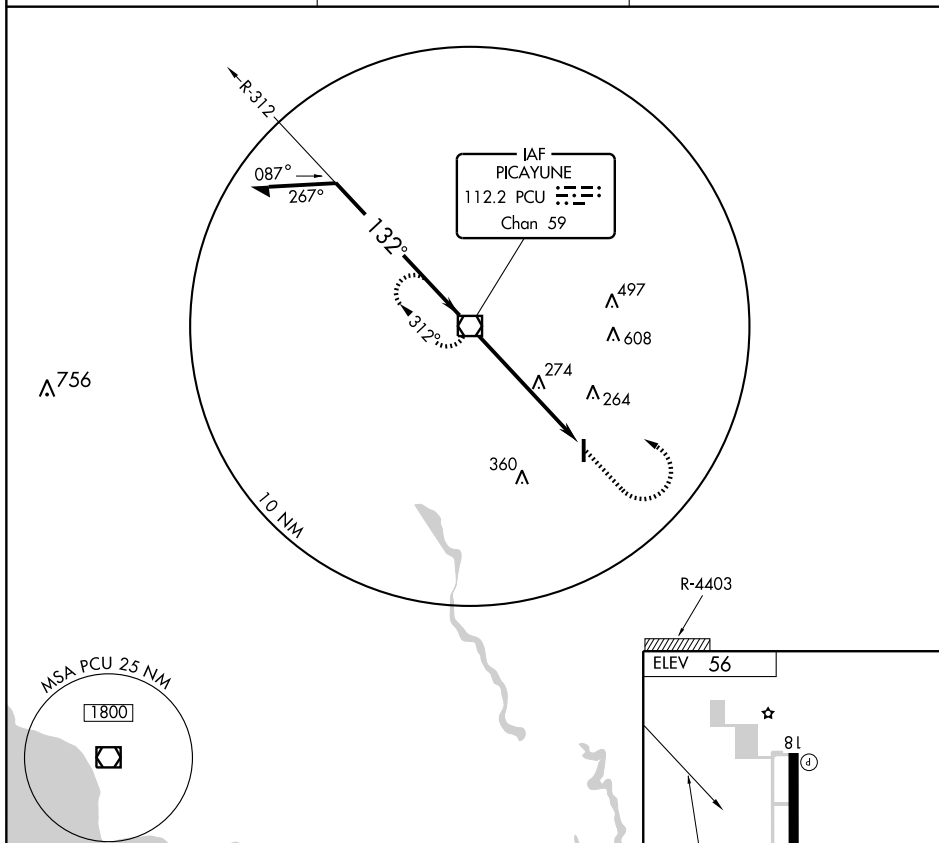 R-312
IAF
PICAYUNE
112.2 PCU
Chan 59
087°
267°
132°
312°
497
608
274
264
756
360
10 NM
R-4403
MSA PCU 25 NM
1800
ELEV 56
18
P